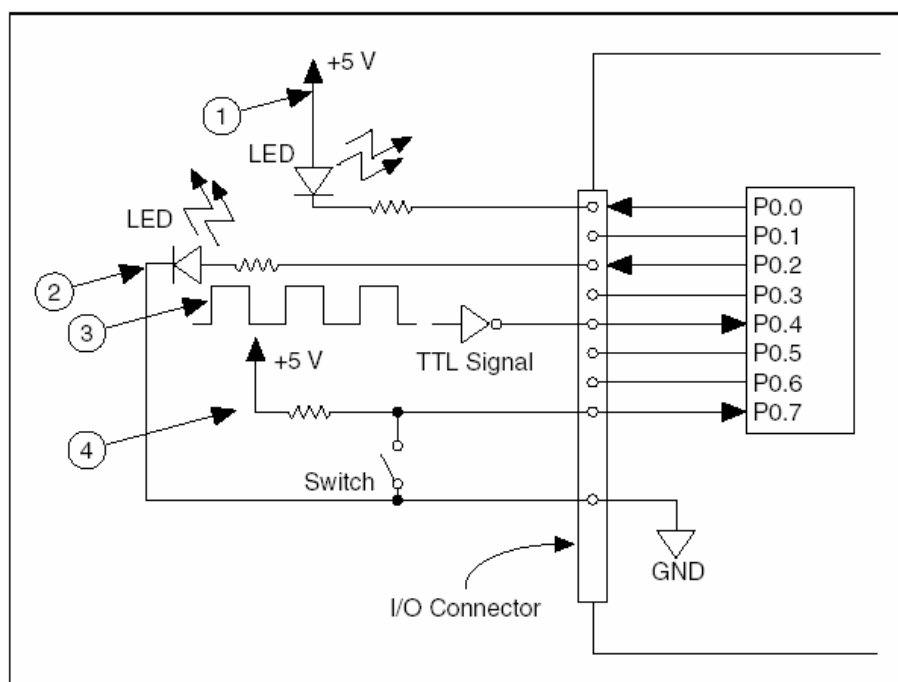 +5 V
1
LED
LED
P0.0
P0.1
P0.2
2
P0.3
3
P0.4
TTL Signal
+5 V
P0.5
P0.6
P0.7
4
Switch
GND
I/O Connector